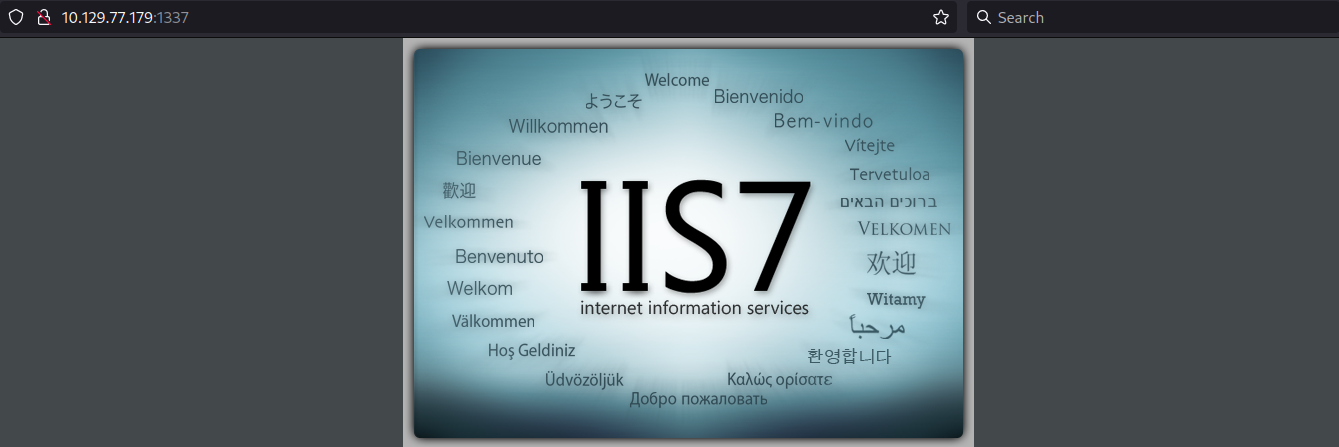 10.129.77.179:1337
Search
Welcome
ようこそ
Bienvenido
Willkommen
Bem-vindo
Vítejte
Bienvenue
Tervetuloa
歡迎
ברוכים הבאים
Velkommen
VELKOMEN
Benvenuto
欢迎
Welkom
Witamy
IIS7
internet information services
Välkommen
مرحباً
Hoş Geldiniz
환영합니다
Üdvözöljük
Καλώς ορίσατε
Добро пожаловать